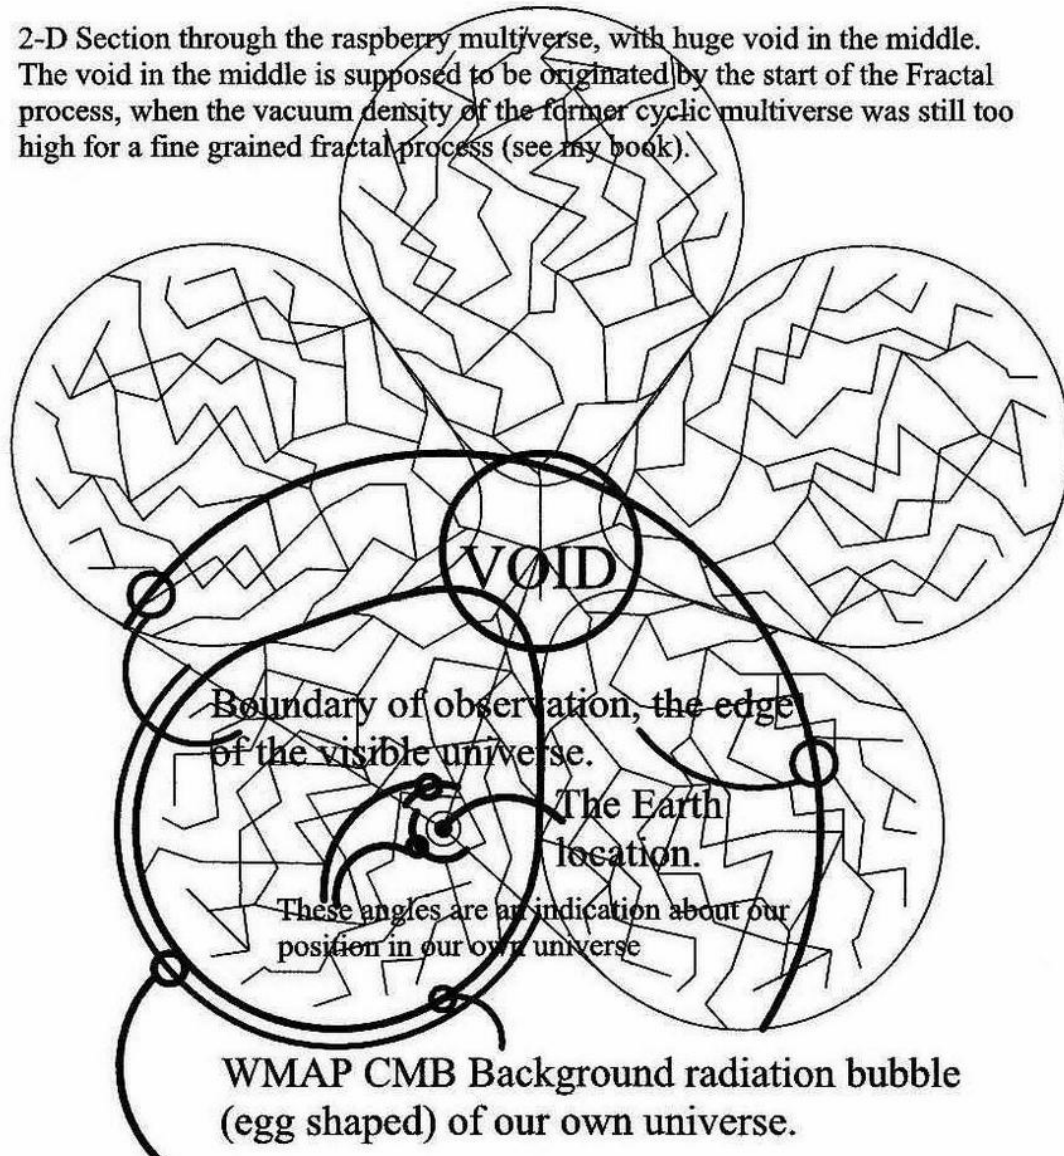 2-D Section through the raspberry multiverse, with huge void in the middle.
The void in the middle is supposed to be originated by the start of the Fractal
process, when the vacuum density of the former cyclic multiverse was still too
high for a fine grained fractal process (see my book).
VOID
Boundary of observation, the edge
of the visible universe.
The Earth
location.
These angles are an indication about our
position in our own universe
WMAP CMB Background radiation bubble
(egg shaped) of our own universe.